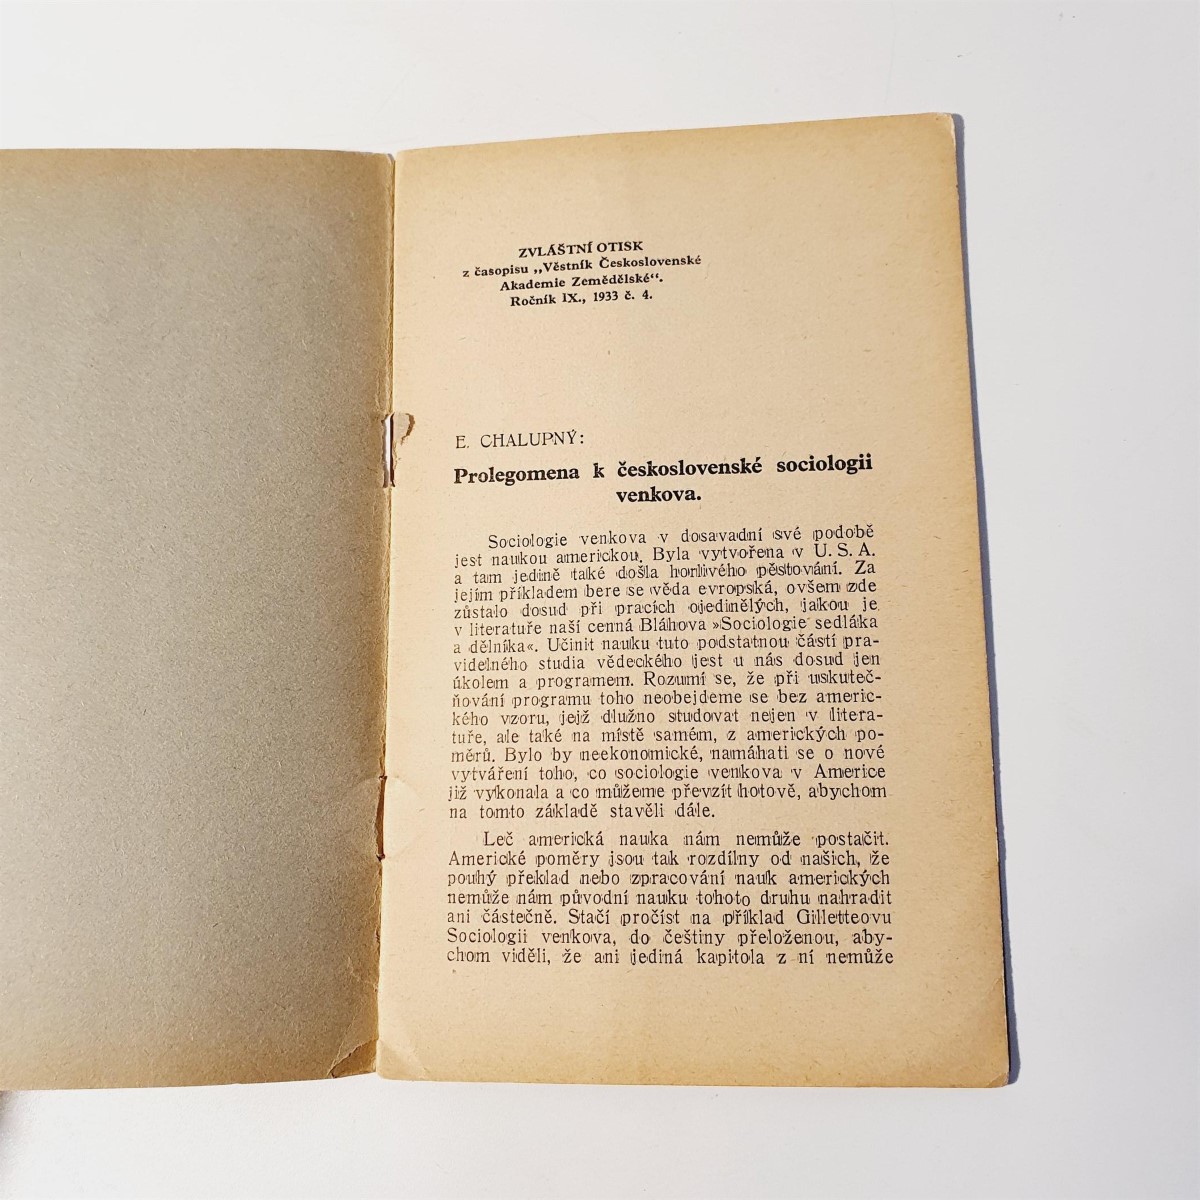 ZVLÁŠTNÍ OTISK
z časopisu „Věstník Československé
Akademie Zemědělské“.
Ročník IX., 1933 č. 4.
E. CHALUPNÝ:
Prolegomena k československé sociologii
venkova.
Sociologie venkova v dosavadní své podobě
jest naukou americkou. Byla vytvořena v U. S. A.
a tam jedině také došla horlivého pěstování. Za
jejím příkladem bere se věda evropská, ovšem zde
zůstalo dosud při pracích ojedinělých, jakou je
v literatuře naší cenná Bláhova »Sociologie sedláka
a dělníka«. Učinit nauku tuto podstatnou částí pra-
videlného studia vědeckého jest u nás dosud jen
úkolem a programem. Rozumí se, že při uskuteč-
ňování programu toho neobejdeme se bez americ-
kého vzoru, jejž dlužno studovat nejen v litera-
tuře, ale také na místě samém, z amerických po-
měrů. Bylo by neekonomické, namáhati se o nové
vytváření toho, co sociologie venkova v Americe
již vykonala a co můžeme převzít hotově, abychom
na tomto základě stavěli dále.
Leč americká nauka nám nemůže postačit.
Americké poměry jsou tak rozdílny od našich, že
pouhý překlad nebo zpracování nauk amerických
nemůže nám původní nauku tohoto druhu nahradit
ani částečně. Stačí pročíst na příklad Gilletteovu
Sociologii venkova, do češtiny přeloženou, aby-
chom viděli, že ani jediná kapitola z ní nemůže